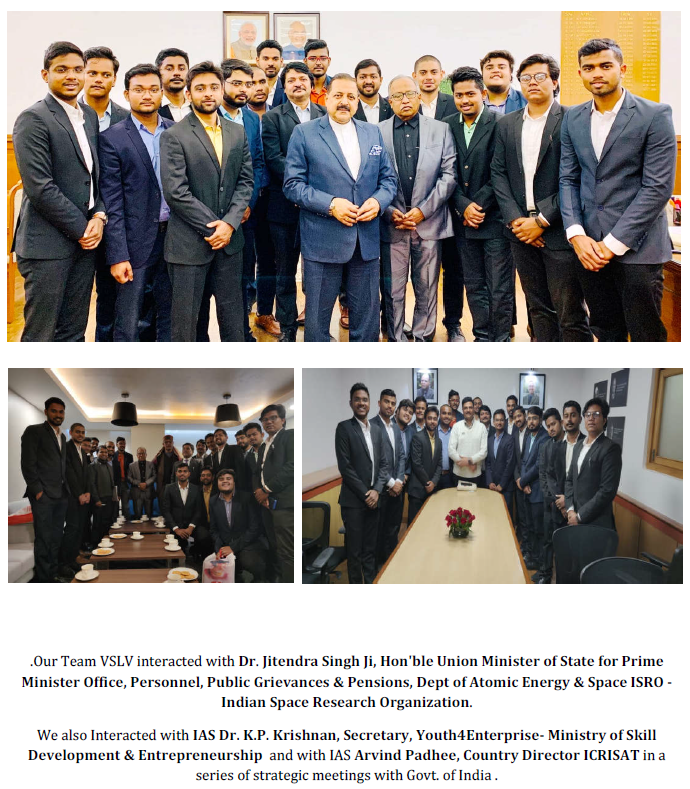 .Our Team VSLV interacted with Dr. Jitendra Singh Ji, Hon'ble Union Minister of State for Prime
Minister Office, Personnel, Public Grievances & Pensions, Dept of Atomic Energy & Space ISRO -
Indian Space Research Organization.
We also Interacted with IAS Dr. K.P. Krishnan, Secretary, Youth4Enterprise- Ministry of Skill
Development & Entrepreneurship and with IAS Arvind Padhee, Country Director ICRISAT in a
series of strategic meetings with Govt. of India .